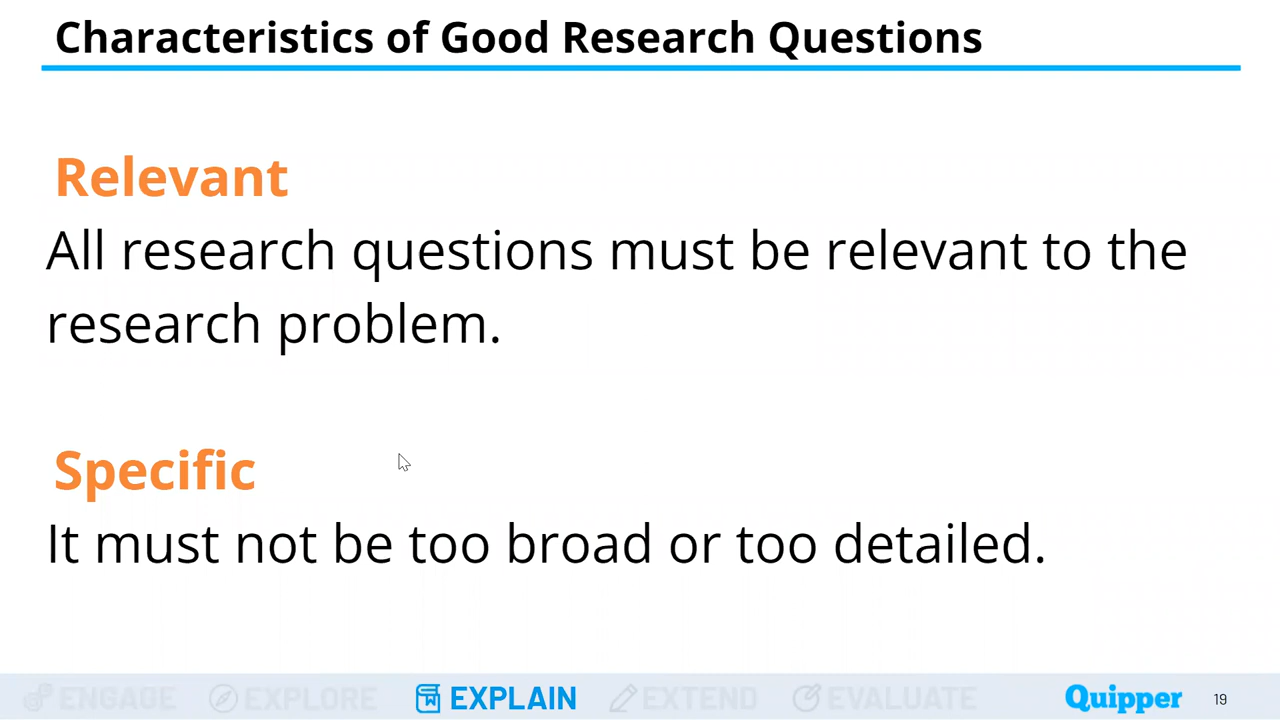 Characteristics of Good Research Questions
Relevant
All research questions must be relevant to the
research problem.
Specific
It must not be too broad or too detailed.
ENGAGE EXPLORE EXPLAIN EXTEND EVALUATE Quipper 19